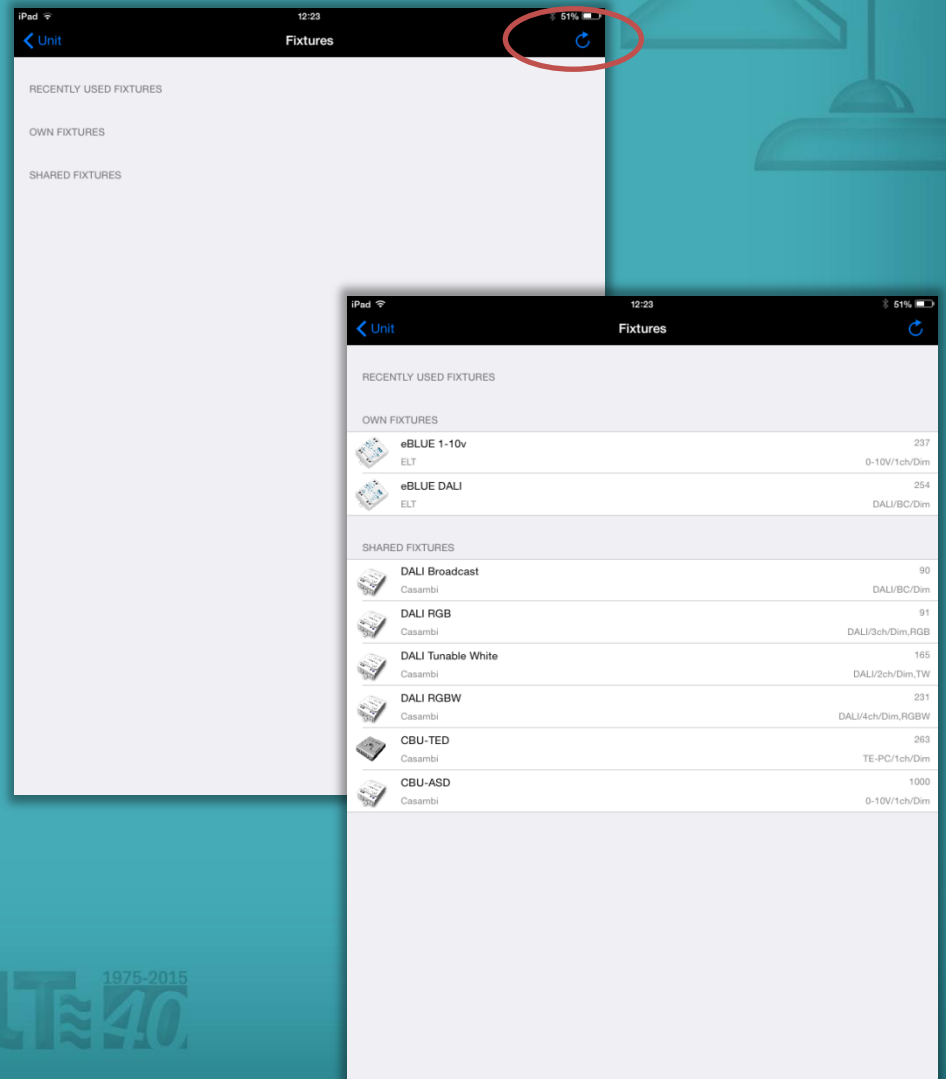 iPad 12:23 51%
Unit Fixtures
RECENTLY USED FIXTURES
OWN FIXTURES
SHARED FIXTURES
iPad 12:23 51%
Unit Fixtures
RECENTLY USED FIXTURES
OWN FIXTURES
eBLUE 1-10v 237
ELT 0-10V/1ch/Dim
eBLUE DALI 254
ELT DALI/BC/Dim
SHARED FIXTURES
DALI Broadcast 90
Casambi DALI/BC/Dim
DALI RGB 91
Casambi DALI/3ch/Dim,RGB
DALI Tunable White 165
Casambi DALI/2ch/Dim,TW
DALI RGBW 231
Casambi DALI/4ch/Dim,RGBW
CBU-TED 263
Casambi TE-PC/1ch/Dim
CBU-ASD 1000
Casambi 0-10V/1ch/Dim
1975-2015
LT 40